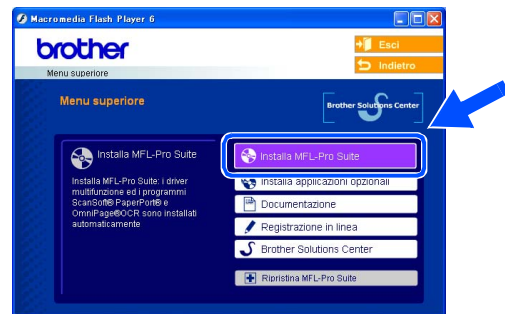 Macromedia Flash Player 6
brother
Esci
Indietro
Menu superiore
Menu superiore
Brother Solutions Center
Installa MFL-Pro Suite
Installa MFL-Pro Suite: i driver
multifunzione ed i programmi
ScanSoft® PaperPort® e
OmniPage®OCR sono installati
automaticamente
Installa MFL-Pro Suite
Installa applicazioni opzionali
Documentazione
Registrazione in linea
Brother Solutions Center
Ripristina MFL-Pro Suite